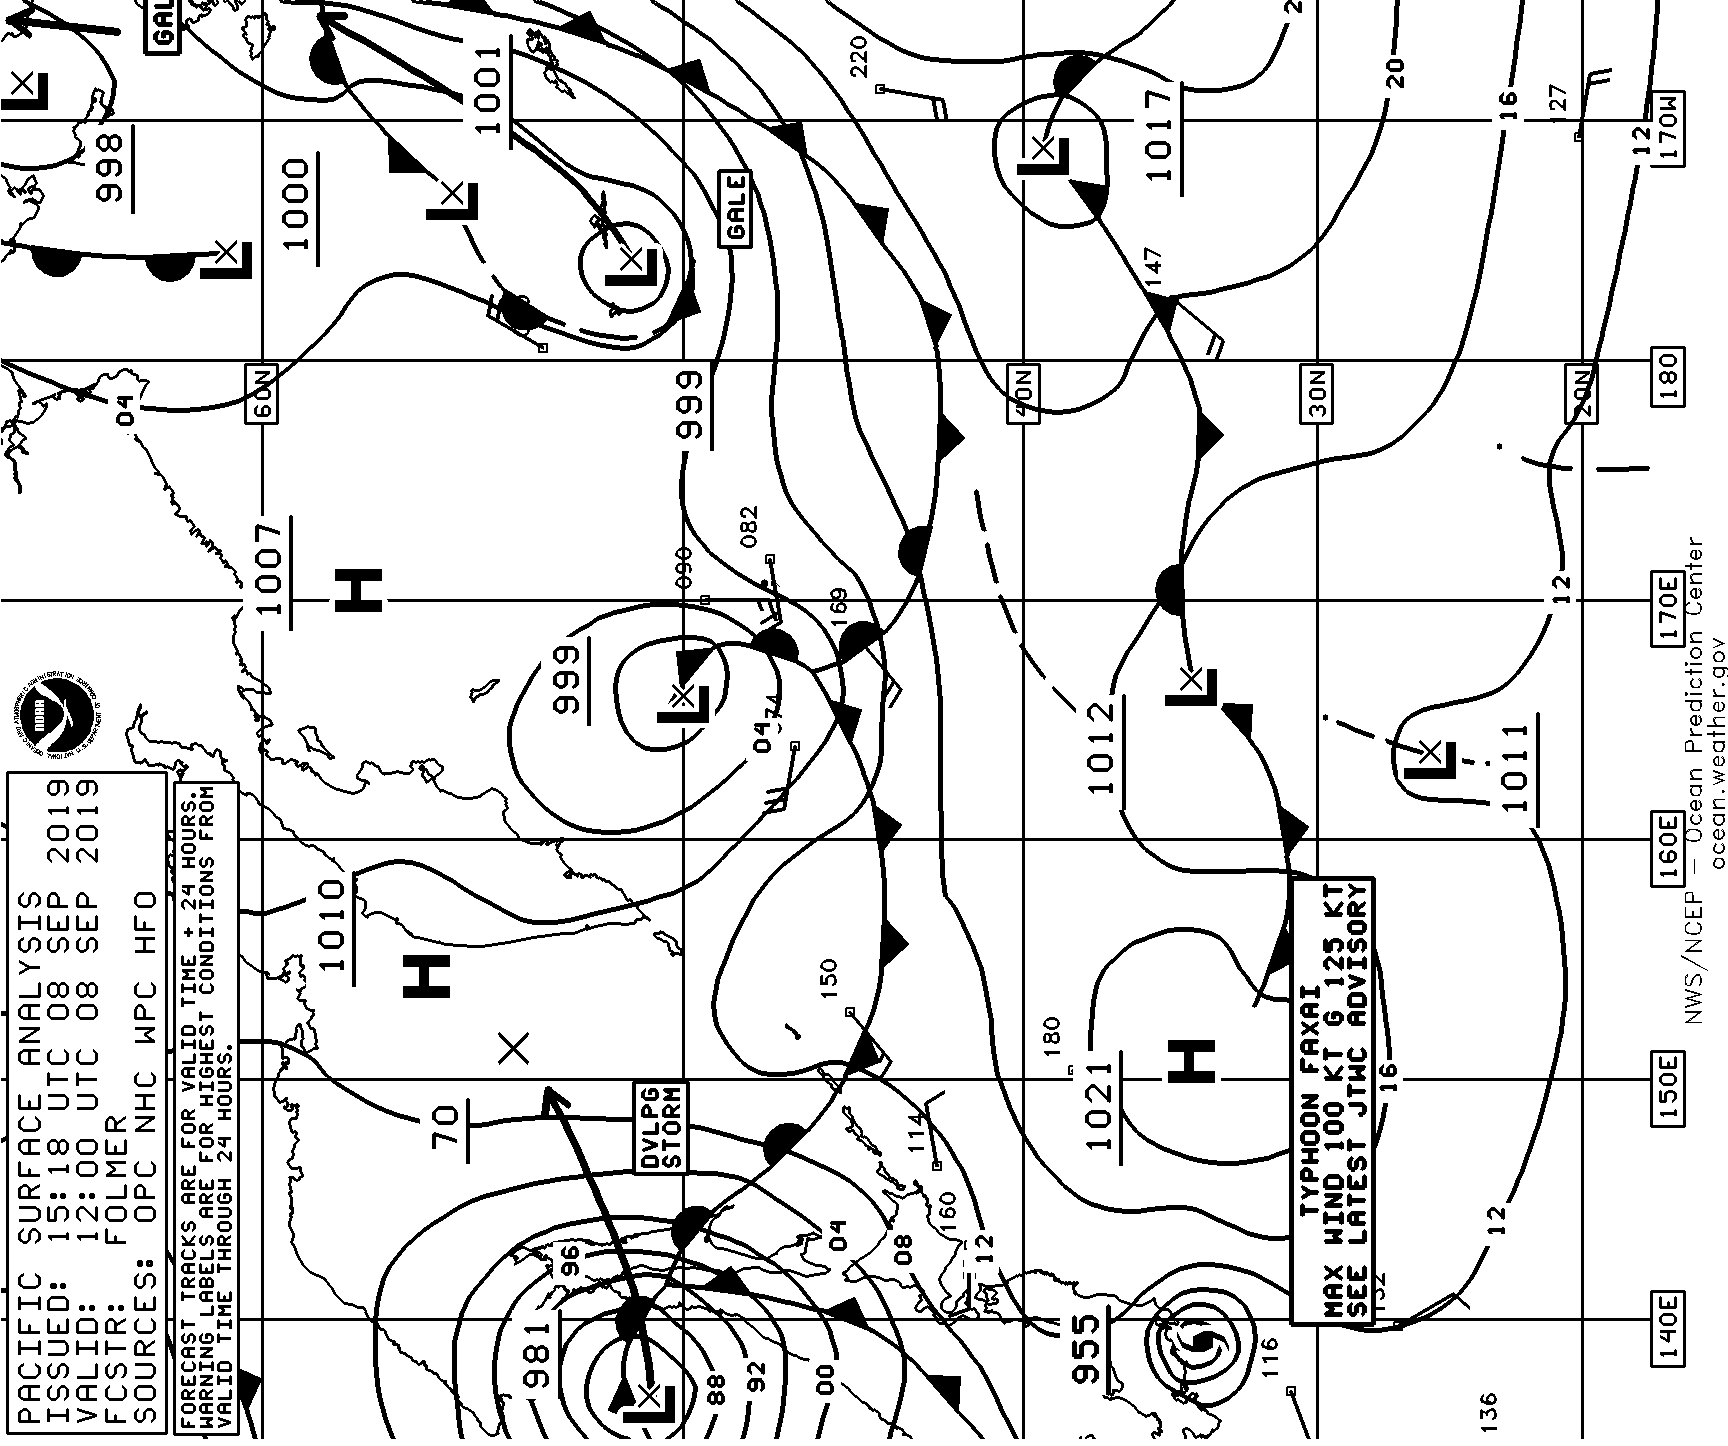 PACIFIC SURFACE ANALYSIS
ISSUED: 15:18 UTC 08 SEP 2019
VALID: 12:00 UTC 08 SEP 2019
FCSTR: FOLMER
SOURCES: OPC NHC WPC HFO
FORECAST TRACKS ARE FOR VALID TIME + 24 HOURS.
WARNING LABELS ARE FOR HIGHEST CONDITIONS FROM
VALID TIME THROUGH 24 HOURS.
NOAA
L
998
04
GALE
L
60N
1007
1000
1010
H
H
70
L
1001
981
999
96
L
L
DVLPG
STORM
L
999
090
88
GALE
92
04
082
00
150
04
169
220
08
114
160
12
40N
L
180
955
1021
1012
147
1017
H
L
116
TYPHOON FAXAI
MAX WIND 100 KT G 125 KT
SEE LATEST JTWC ADVISORY
30N
16
20
L
136
12
16
1011
12
127
20N
12
140E
150E
160E
170E
180
170W
NWS/NCEP – Ocean Prediction Center
ocean.weather.gov